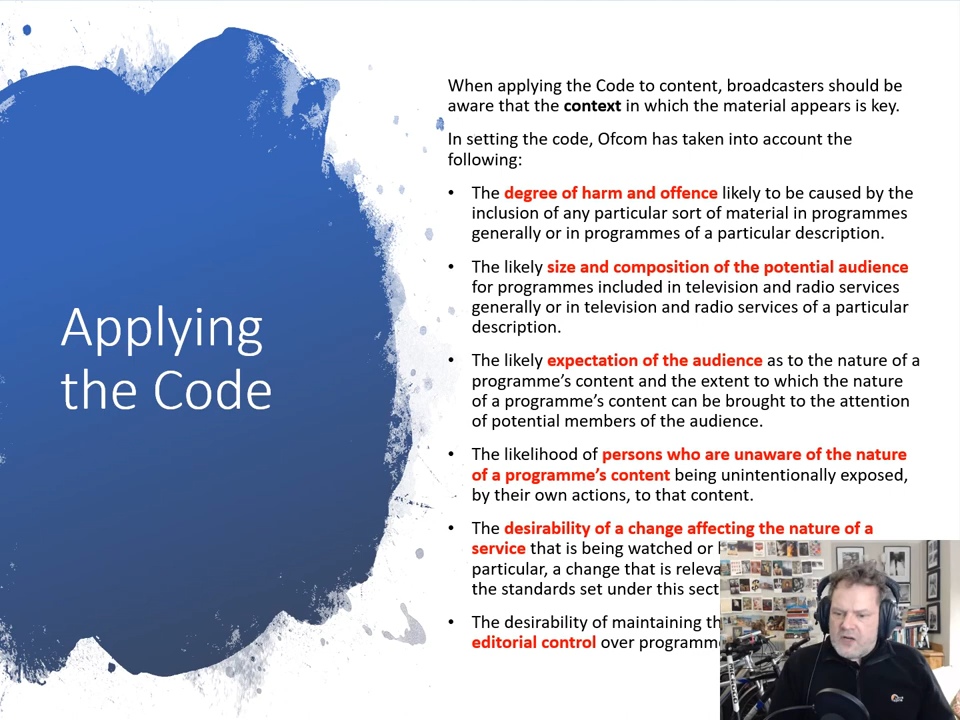 Applying
the Code
When applying the Code to content, broadcasters should be
aware that the context in which the material appears is key.
In setting the code, Ofcom has taken into account the
following:
• The degree of harm and offence likely to be caused by the
inclusion of any particular sort of material in programmes
generally or in programmes of a particular description.
• The likely size and composition of the potential audience
for programmes included in television and radio services
generally or in television and radio services of a particular
description.
• The likely expectation of the audience as to the nature of a
programme’s content and the extent to which the nature
of a programme’s content can be brought to the attention
of potential members of the audience.
• The likelihood of persons who are unaware of the nature
of a programme’s content being unintentionally exposed,
by their own actions, to that content.
• The desirability of a change affecting the nature of a
service that is being watched or
particular, a change that is
the standards set under this
• The desirability of maintaining
editorial control over